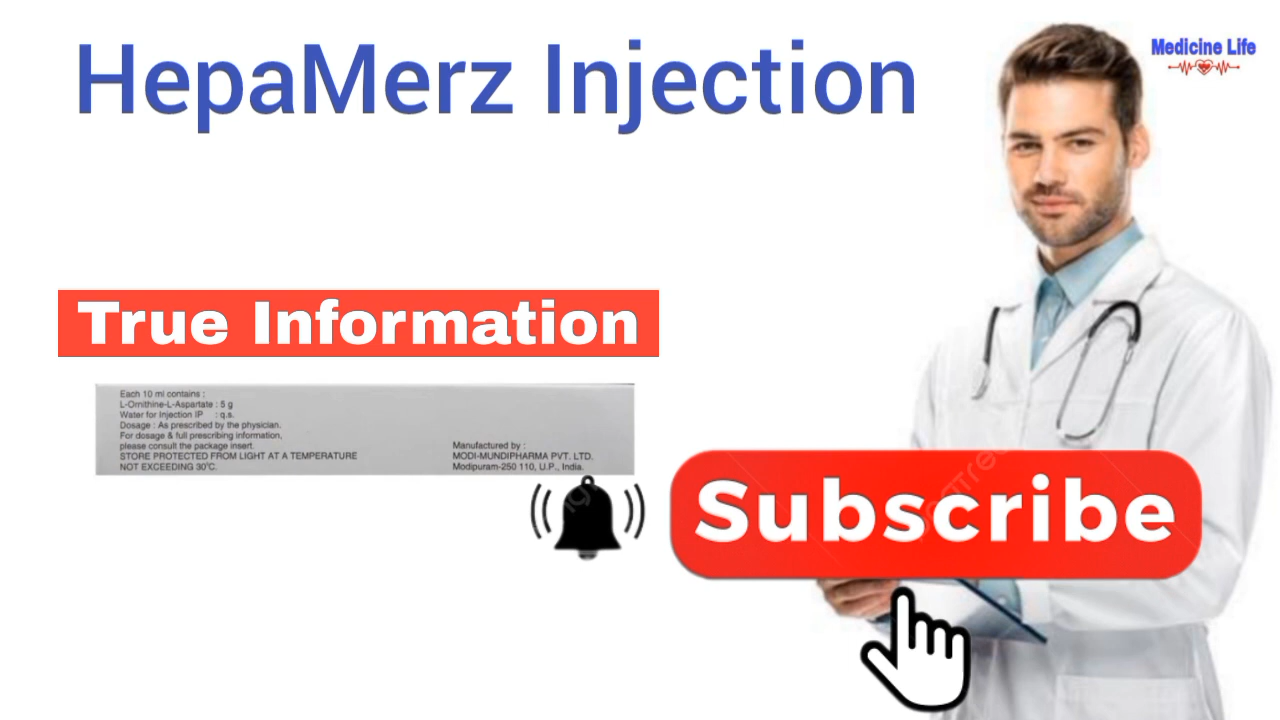 HepaMerz Injection
Medicine Life
True Information
Each 10 ml contains :
L-Ornithine-L-Aspartate : 5 g
Water for Injection IP : q.s.
Dosage : As prescribed by the physician.
For dosage & full prescribing information,
please consult the package insert
STORE PROTECTED FROM LIGHT AT A TEMPERATURE
NOT EXCEEDING 30°C.
Manufactured by :
MODI-MUNDIPHARMA PVT. LTD.
Modipuram-250 110, U.P., India.
Subscribe